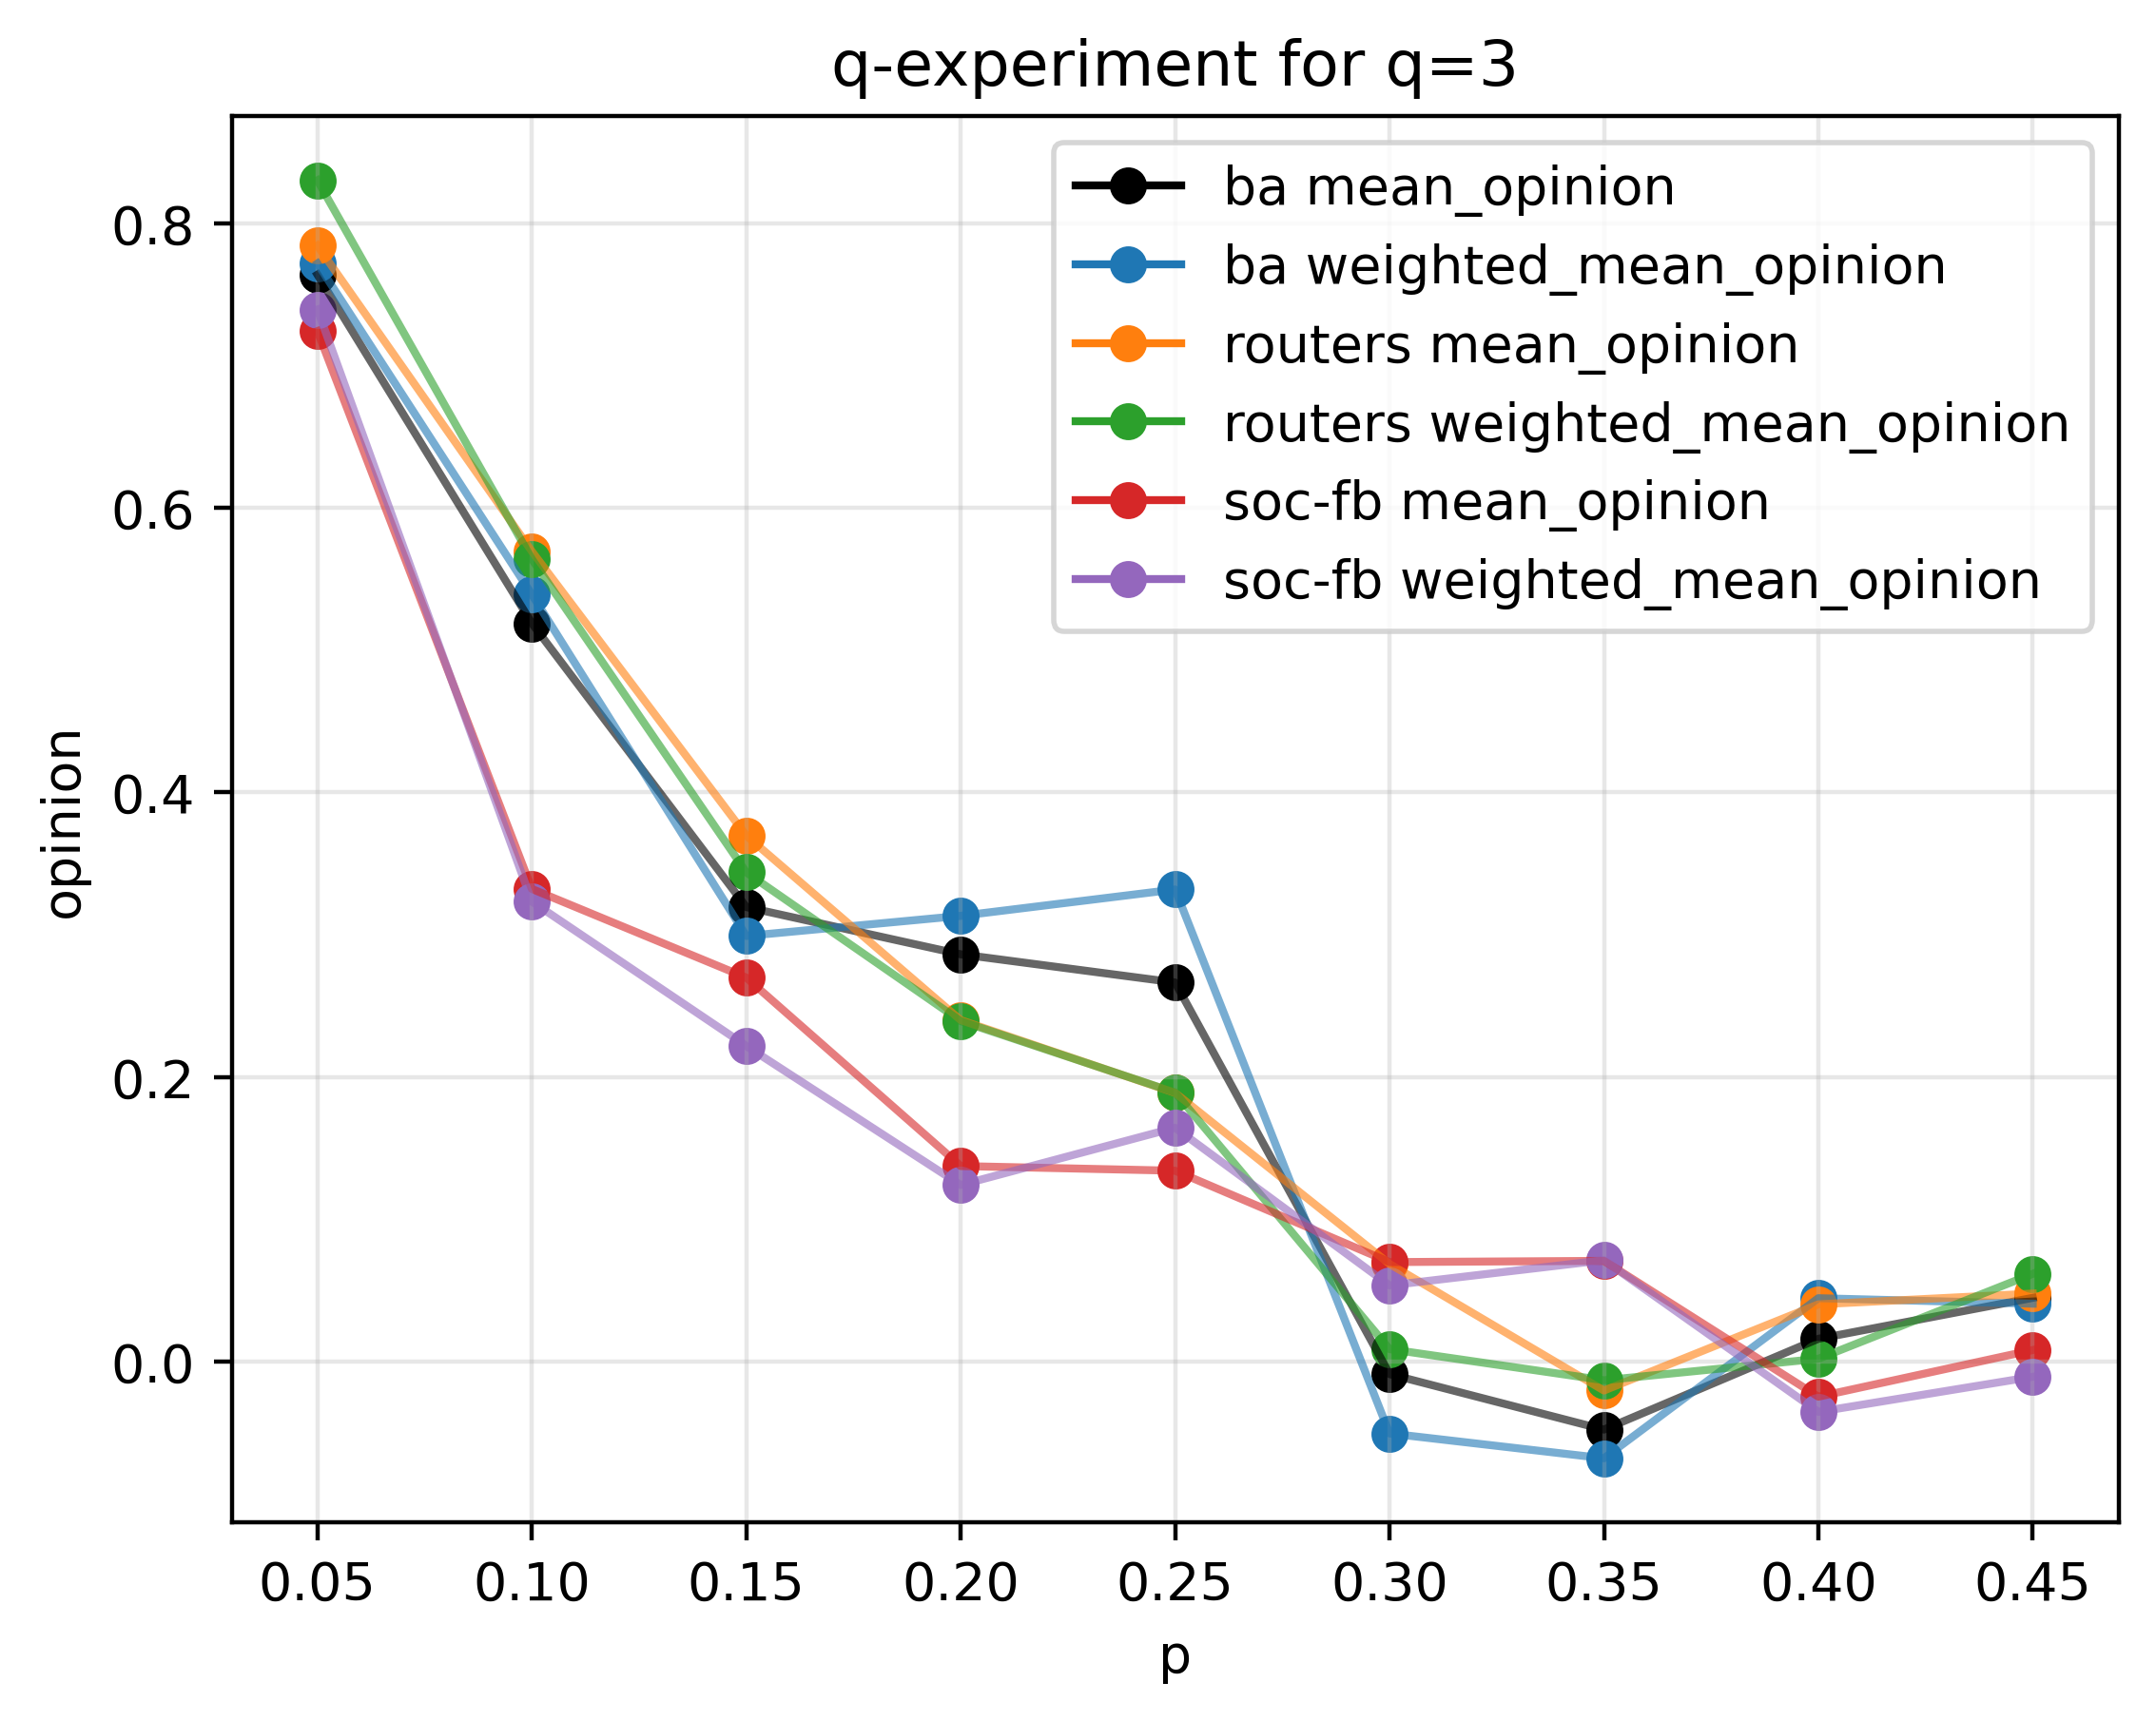 q-experiment for q=3
ba mean_opinion
ba weighted_mean_opinion
routers mean_opinion
routers weighted_mean_opinion
soc-fb mean_opinion
soc-fb weighted_mean_opinion
opinion
0.8
0.6
0.4
0.2
0.0
0.05 0.10 0.15 0.20 0.25 0.30 0.35 0.40 0.45
p